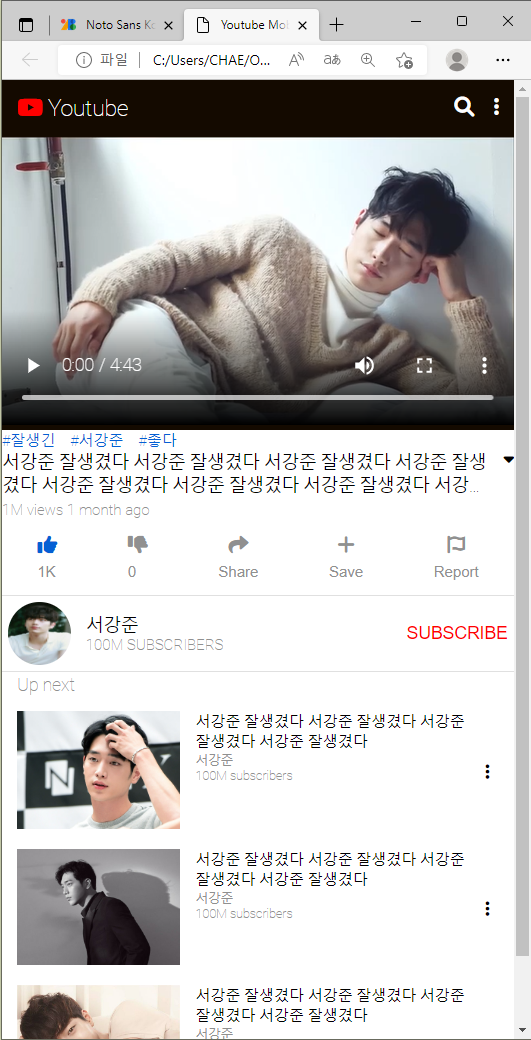 Noto Sans Ko
Youtube Mob
파일
C:/Users/CHAE/O...
Youtube
0:00 / 4:43
#잘생긴 #서강준 #좋다
서강준 잘생겼다 서강준 잘생겼다 서강준 잘생겼다 서강준 잘생
겼다 서강준 잘생겼다 서강준 잘생겼다 서강준 잘생겼다 서강...
1M views 1 month ago
1K
0
Share
Save
Report
서강준
100M SUBSCRIBERS
SUBSCRIBE
Up next
N
서강준 잘생겼다 서강준 잘생겼다 서강준
잘생겼다 서강준 잘생겼다
서강준
100M subscribers
서강준 잘생겼다 서강준 잘생겼다 서강준
잘생겼다 서강준 잘생겼다
서강준
100M subscribers
서강준 잘생겼다 서강준 잘생겼다 서강준
잘생겼다 서강준 잘생겼다
서강준